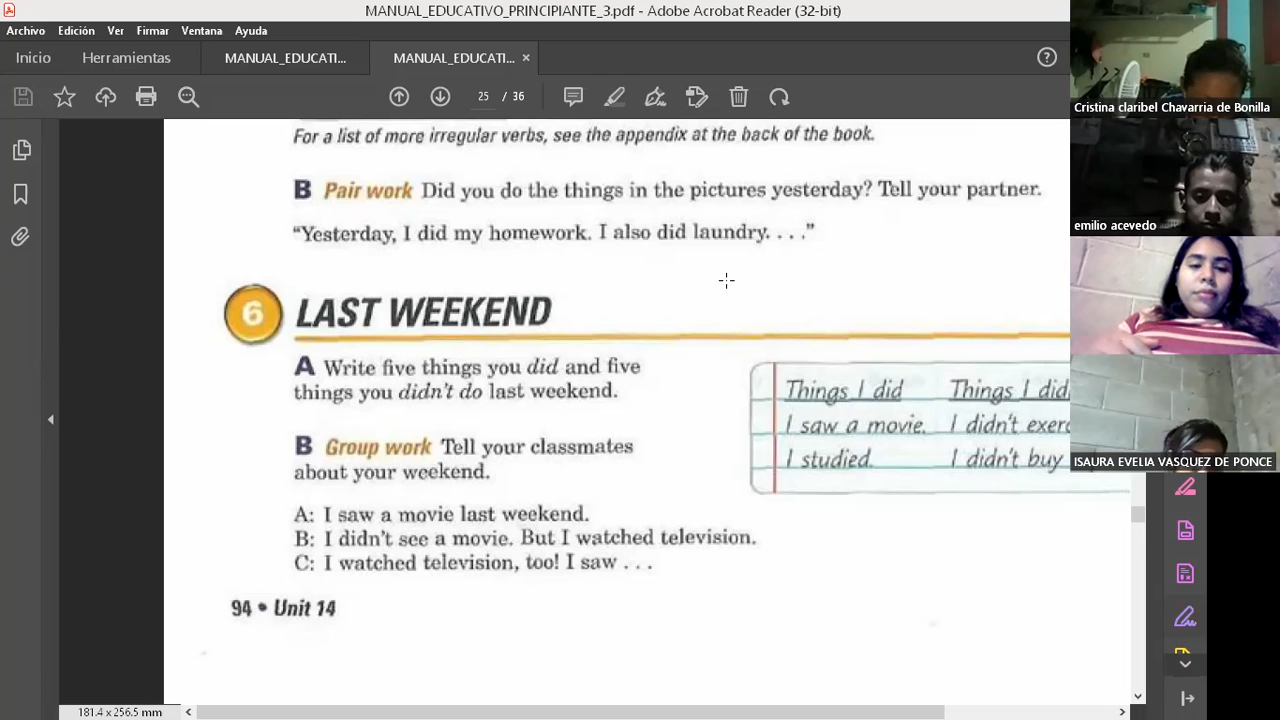 MANUAL_EDUCATIVO_PRINCIPIANTE_3.pdf - Adobe Acrobat Reader (32-bit)
Archivo Edición Ver Firmar Ventana Ayuda
Inicio Herramientas MANUAL_EDUCATI... MANUAL_EDUCATI... ×
25 / 36
For a list of more irregular verbs, see the appendix at the back of the book.
B Pair work Did you do the things in the pictures yesterday? Tell your partner.
“Yesterday, I did my homework. I also did laundry. . . .”
6 LAST WEEKEND
A Write five things you did and five
things you didn't do last weekend.
B Group work Tell your classmates
about your weekend.
A: I saw a movie last weekend.
B: I didn't see a movie. But I watched television.
C: I watched television, too! I saw . . .
Things I did Things I did
I saw a movie. I didn't exer
I studied. I didn't buy
94 • Unit 14
181.4 x 256.5 mm
Cristina claribel Chavarria de Bonilla
emilio acevedo
ISAURA EVELIA VASQUEZ DE PONCE